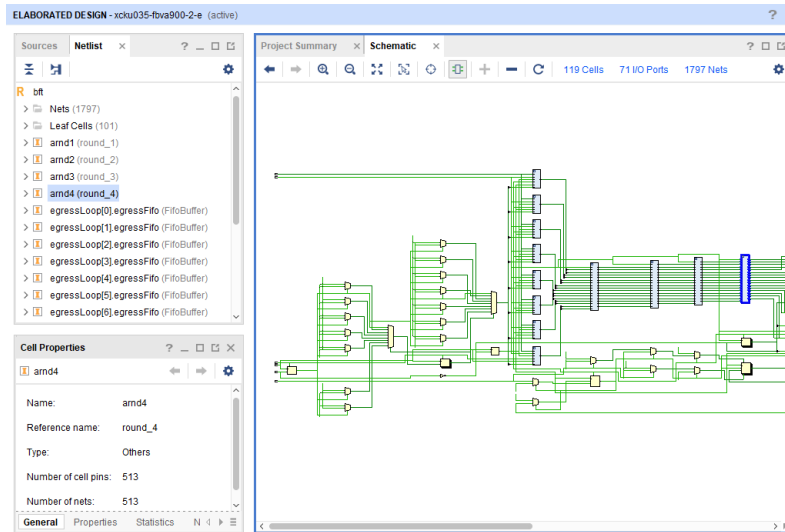 ELABORATED DESIGN - xcku035-fbva900-2-e (active) ?
Sources Netlist × ? _
bft
Nets (1797)
Leaf Cells (101)
arnd1 (round_1)
arnd2 (round_2)
arnd3 (round_3)
arnd4 (round_4)
egressLoop[0].egressFifo (FifoBuffer)
egressLoop[1].egressFifo (FifoBuffer)
egressLoop[2].egressFifo (FifoBuffer)
egressLoop[3].egressFifo (FifoBuffer)
egressLoop[4].egressFifo (FifoBuffer)
egressLoop[5].egressFifo (FifoBuffer)
egressLoop[6].egressFifo (FifoBuffer)
Cell Properties ? _ ×
arnd4
Name: arnd4
Reference name: round_4
Type: Others
Number of cell pins: 513
Number of nets: 513
General Properties Statistics N
Project Summary × Schematic × ?
119 Cells 71 I/O Ports 1797 Nets